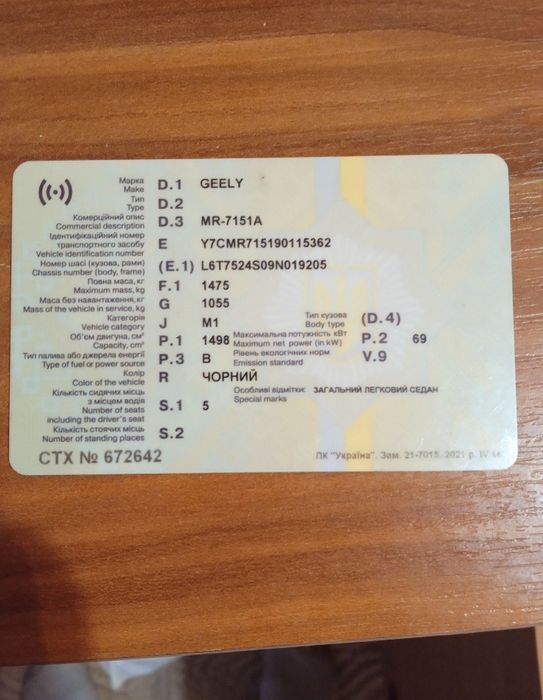 Марка
Make D.1 GEELY
Тип
Type D.2
Комерційний опис
Commercial description D.3 MR-7151A
Ідентифікаційний номер
транспортного засобу
Vehicle identification number E Y7CMR715190115362
Номер шасі (кузова, рами)
Chassis number (body, frame) (E.1) L6T7524S09N019205
Повна маса, кг
Maximum mass, kg F.1 1475
Маса без навантаження, кг
Mass of the vehicle in service, kg G 1055
Категорія
Vehicle category J M1
Тип кузова
Body type (D.4)
Об'єм двигуна, см³
Capacity, cm³ P.1 1498
Максимальна потужність кВт
Maximum net power (in kW) P.2 69
Тип палива або джерела енергії
Type of fuel or power source P.3 B
Рівень екологічних норм
Emission standard V.9
Колір
Color of the vehicle R ЧОРНИЙ
Особливі відмітки: ЗАГАЛЬНИЙ ЛЕГКОВИЙ СЕДАН
Special marks
Кількість сидячих місць
з місцем водія
Number of seats
including the driver's seat S.1 5
Кількість стоячих місць
Number of standing places S.2
СТХ № 672642
ПК "Україна". Зам. 21-7015. 2021 р. IV кв.